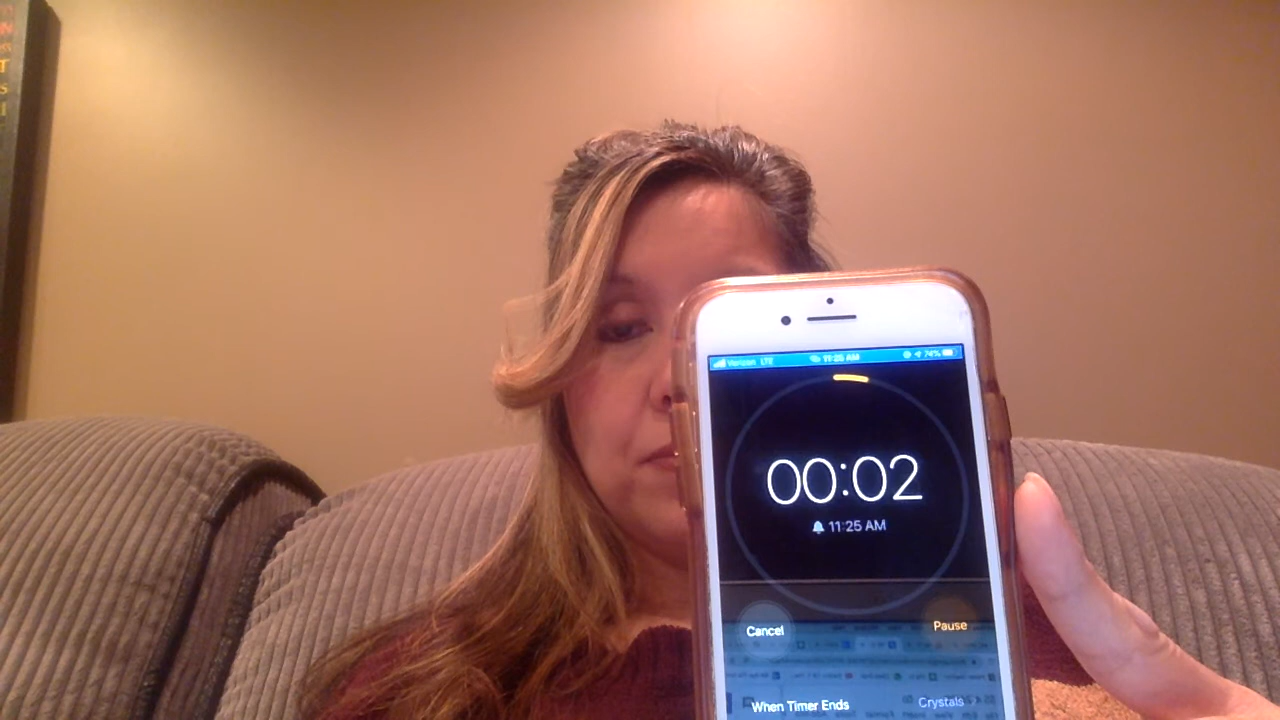 Verizon LTE 11:25 AM 74%
00:02
11:25 AM
Cancel Pause
When Timer Ends Crystals